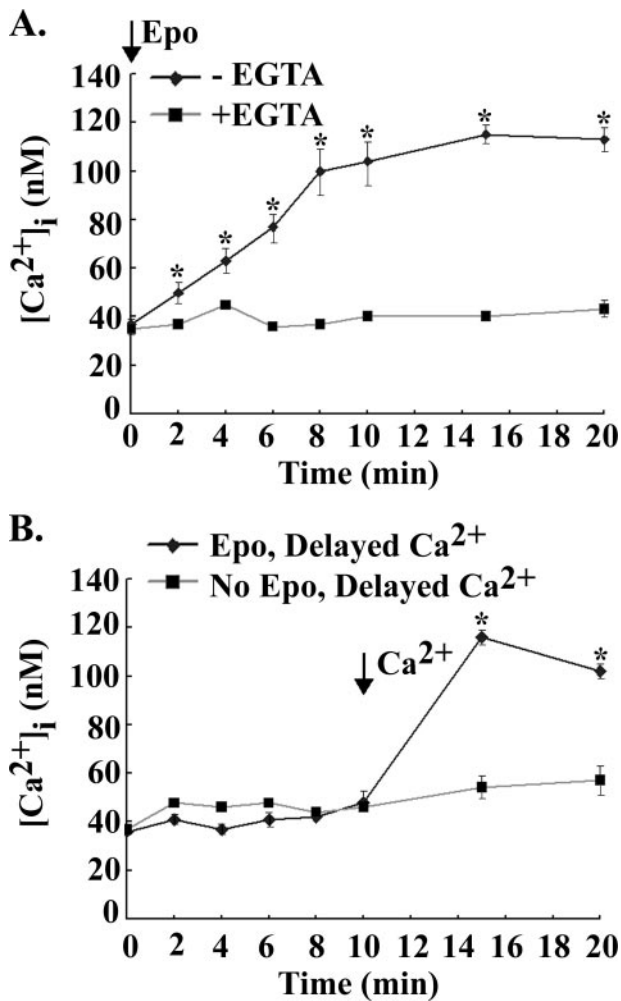 A.
Epo
- EGTA
+EGTA
140
120
100
80
60
40
20
0
[Ca2+]i (nM)
* * * * * * *
0 2 4 6 8 10 12 14 16 18 20
Time (min)
B.
Epo, Delayed Ca2+
No Epo, Delayed Ca2+
140
120
100
80
60
40
20
0
[Ca2+]i (nM)
Ca2+
* *
0 2 4 6 8 10 12 14 16 18 20
Time (min)